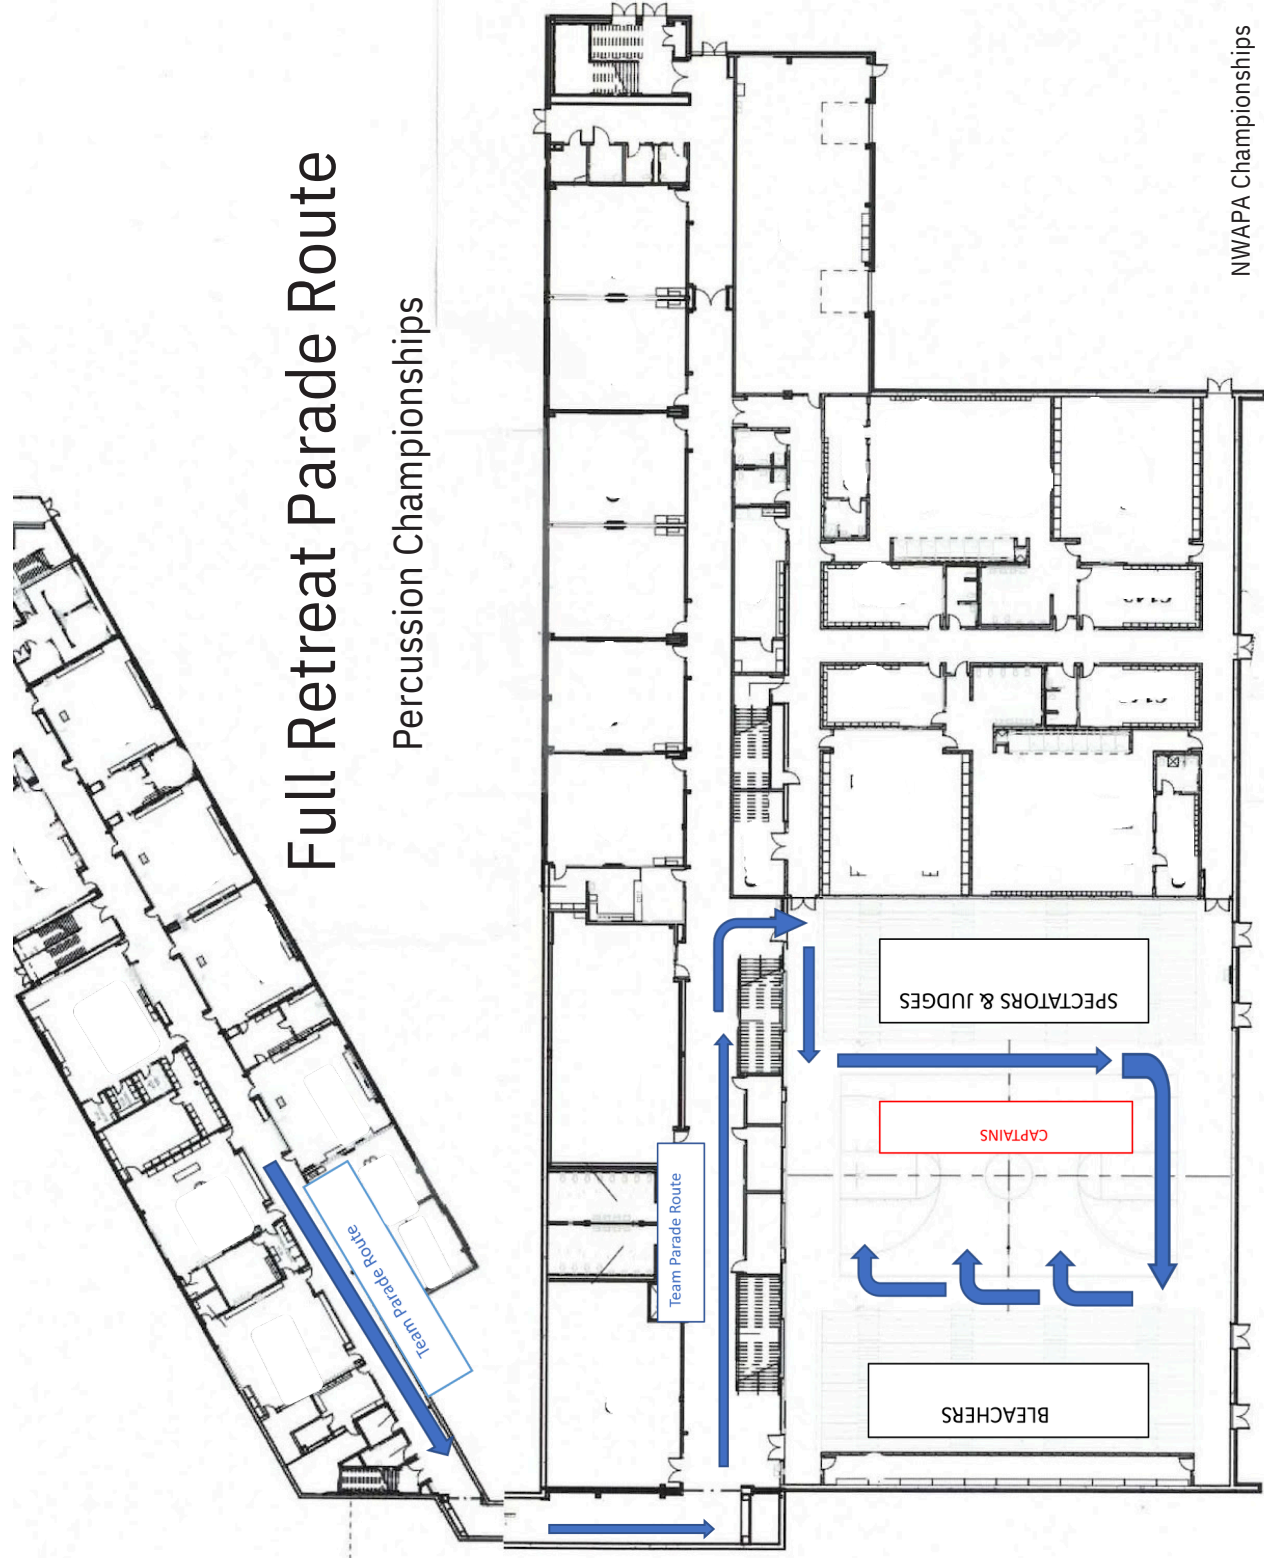 Full Retreat Parade Route
Percussion Championships
NWAPA Championships
Team Parade Route
Team Parade Route
SPECTATORS & JUDGES
CAPTAINS
BLEACHERS